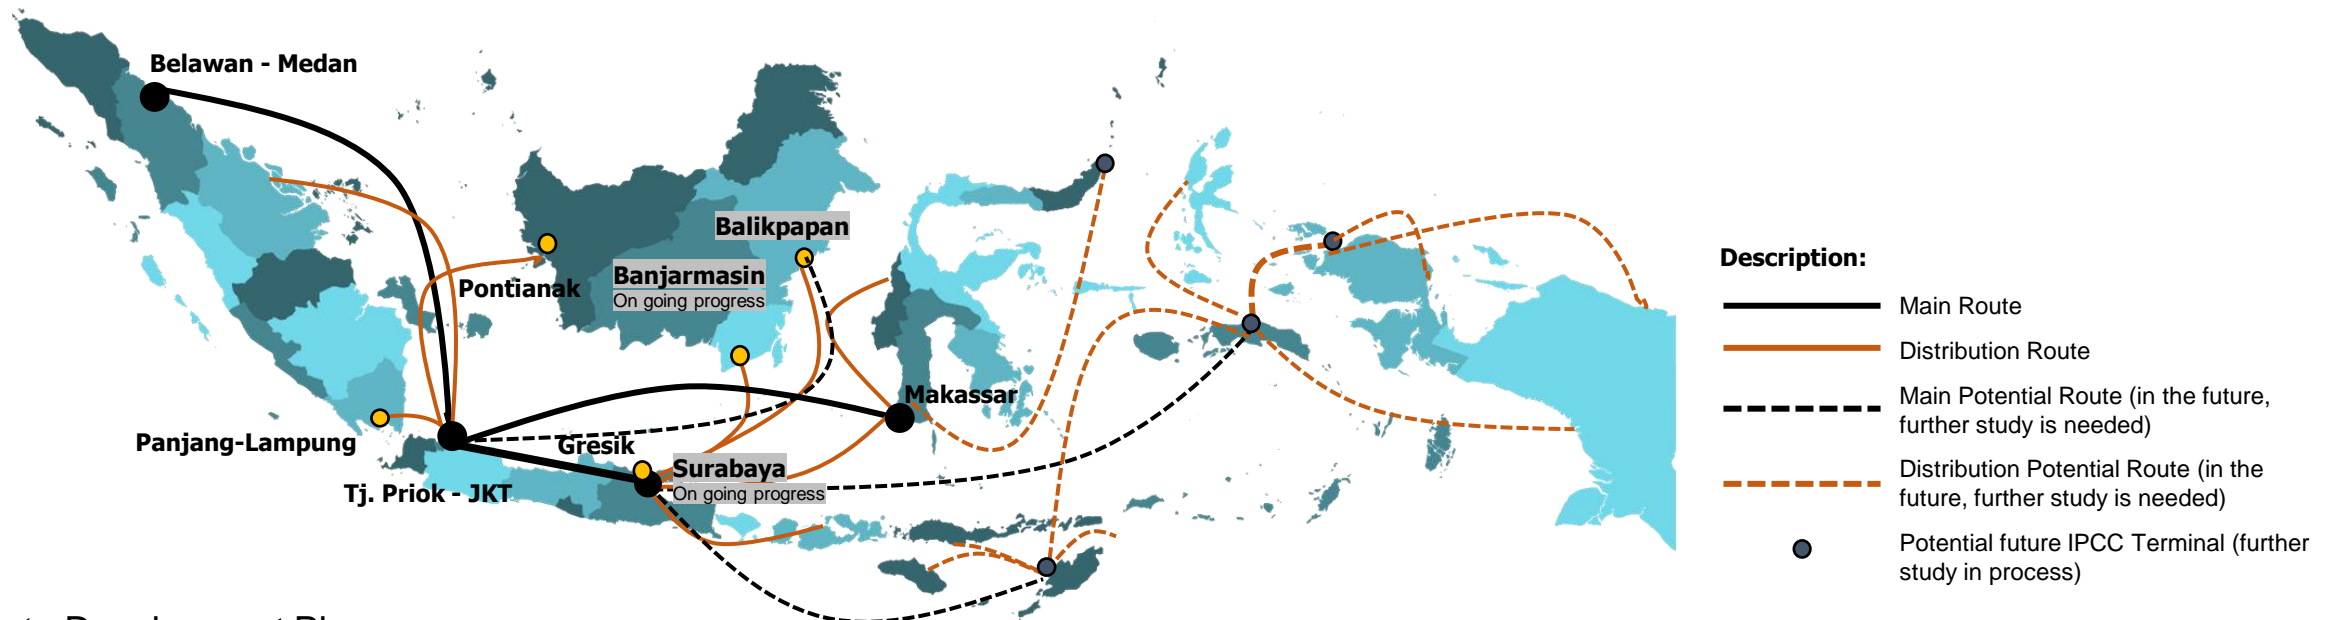 Belawan - Medan
Balikpapan
Banjarmasin
On going progress
Pontianak
Makassar
Panjang-Lampung
Gresik
Surabaya
On going progress
Tj. Priok - JKT
Description:
Main Route
Distribution Route
Main Potential Route (in the future,
further study is needed)
Distribution Potential Route (in the
future, further study is needed)
Potential future IPCC Terminal (further
study in process)